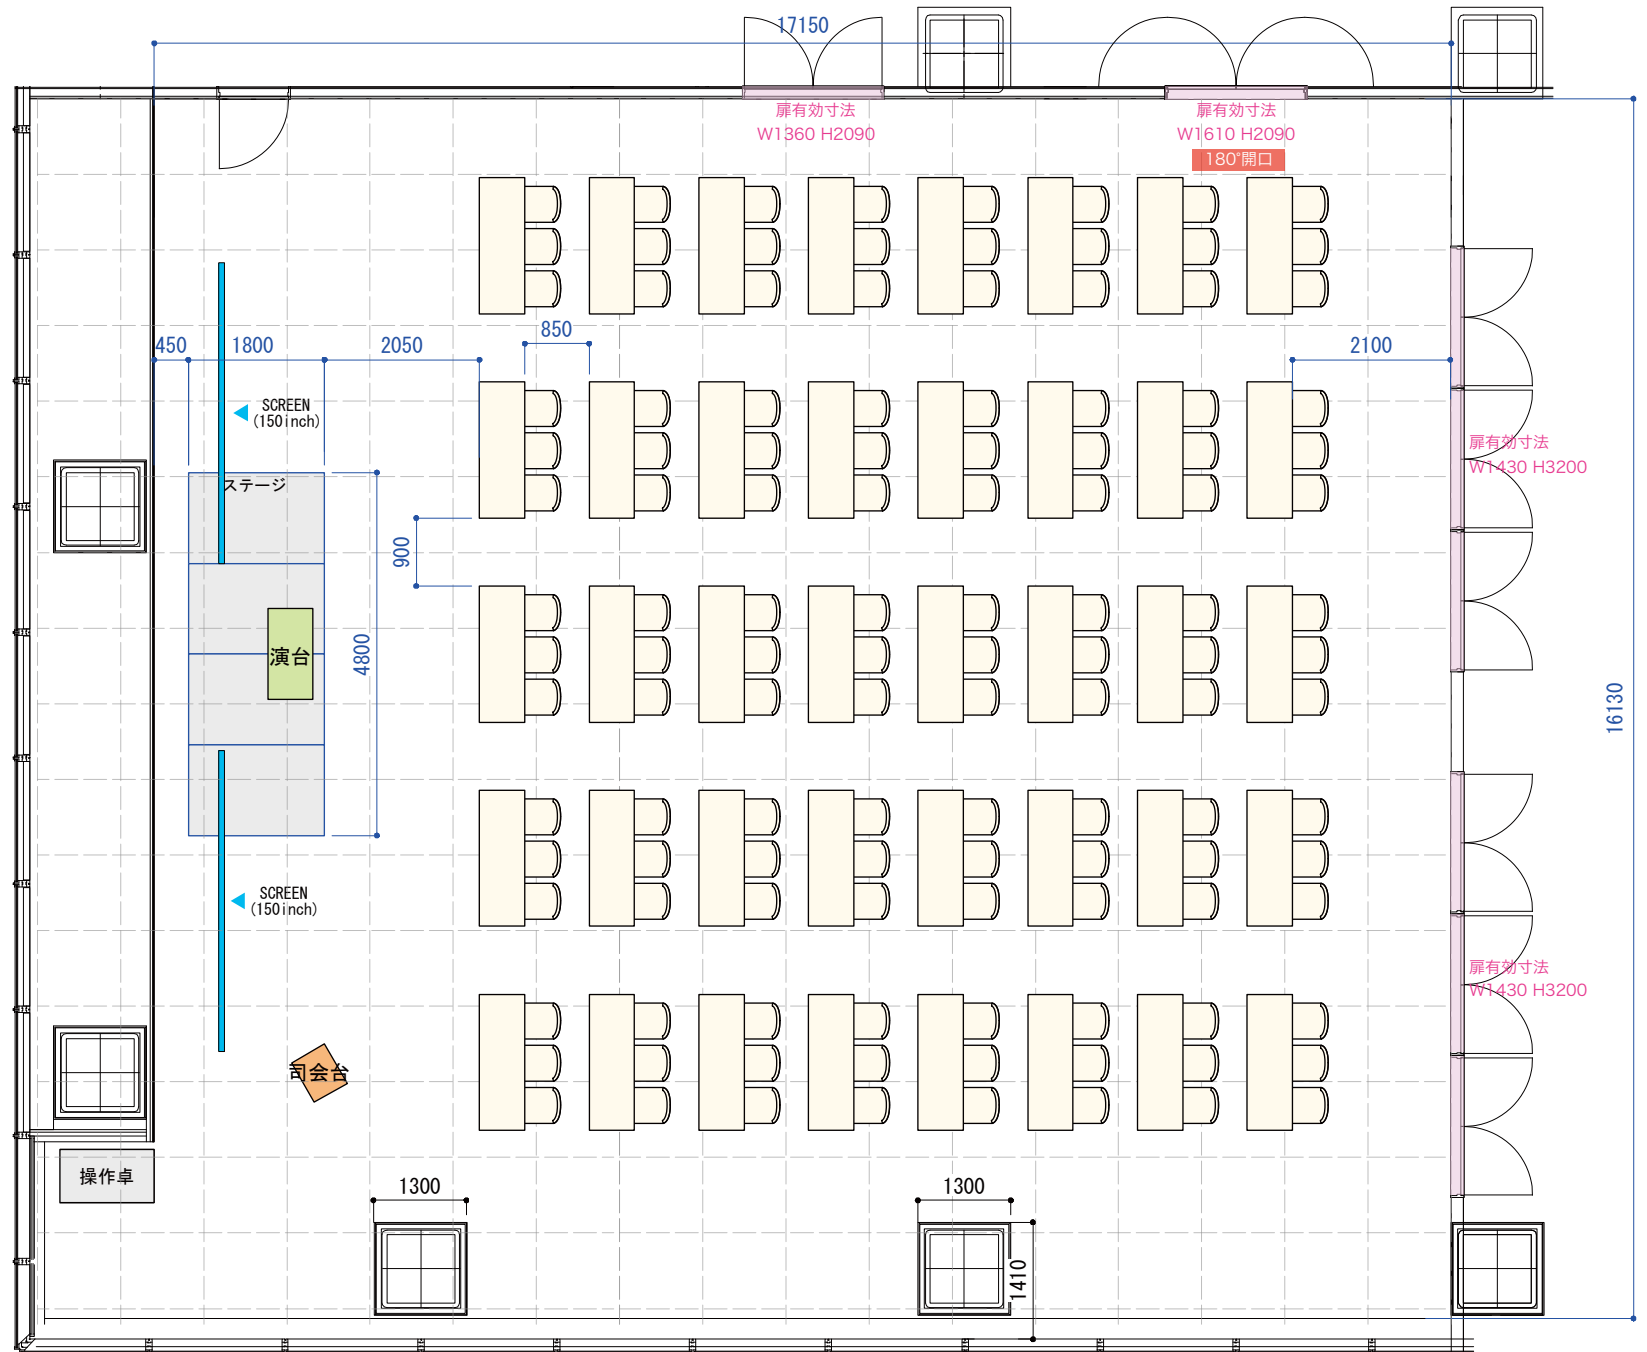 17150
扉有効寸法
W1360 H2090
扉有効寸法
W1610 H2090
180°開口
450
1800
2050
850
2100
SCREEN
(150inch)
ステージ
扉有効寸法
W1430 H3200
900
4800
演台
16130
SCREEN
(150inch)
扉有効寸法
W1430 H3200
司会台
操作卓
1300
1300
1410